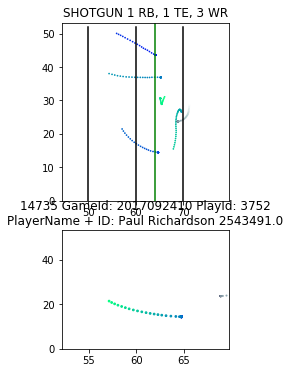 SHOTGUN 1 RB, 1 TE, 3 WR
50
40
30
20
10
0
50 60 70
14735 GameId: 2017092410 PlayId: 3752
PlayerName + ID: Paul Richardson 2543491.0
40
20
0
55 60 65